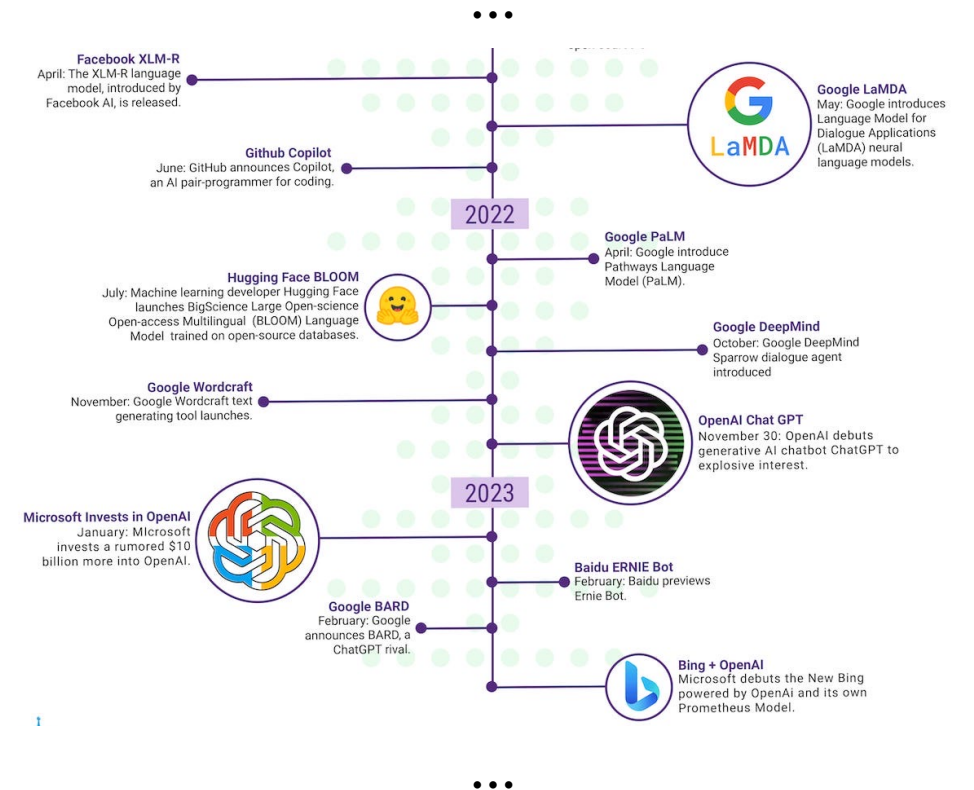 Facebook XLM-R
April: The XLM-R language
model, introduced by
Facebook AI, is released.
Google LaMDA
May: Google introduces
Language Model for
Dialogue Applications
(LaMDA) neural
language models.
LaMDA
Github Copilot
June: GitHub announces Copilot,
an AI pair-programmer for coding.
2022
Google PaLM
April: Google introduce
Pathways Language
Model (PaLM).
Hugging Face BLOOM
July: Machine learning developer Hugging Face
launches BigScience Large Open-science
Open-access Multilingual (BLOOM) Language
Model trained on open-source databases.
Google DeepMind
October: Google DeepMind
Sparrow dialogue agent
introduced
Google Wordcraft
November: Google Wordcraft text
generating tool launches.
OpenAI Chat GPT
November 30: OpenAI debuts
generative AI chatbot ChatGPT to
explosive interest.
2023
Microsoft Invests in OpenAI
January: MIcrosoft
invests a rumored $10
billion more into OpenAI.
Baidu ERNIE Bot
February: Baidu previews
Ernie Bot.
Google BARD
February: Google
announces BARD, a
ChatGPT rival.
Bing + OpenAI
Microsoft debuts the New Bing
powered by OpenAi and its own
Prometheus Model.